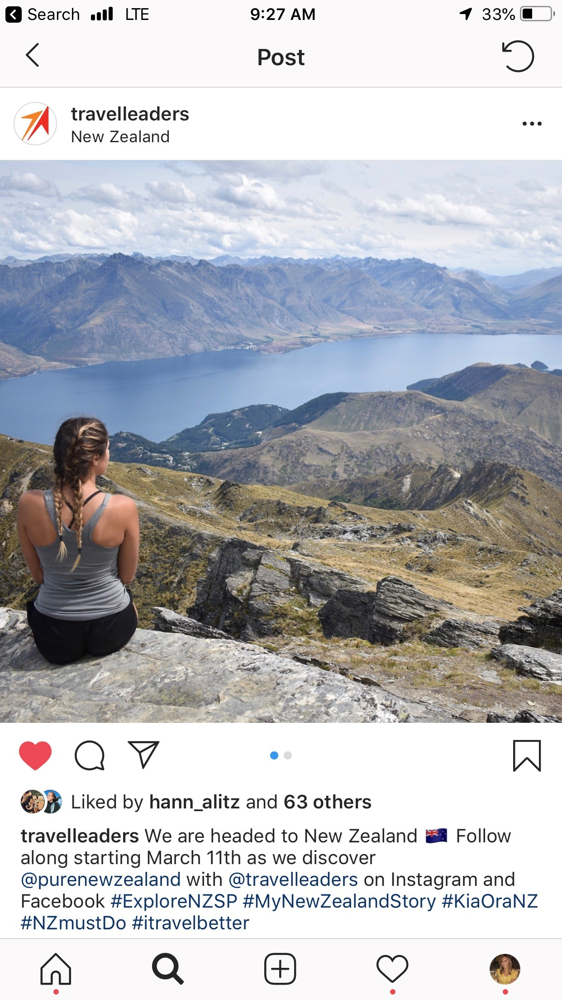 Search LTE 9:27 AM 33%
Post
travelleaders
New Zealand
Liked by hann_alitz and 63 others
travelleaders We are headed to New Zealand 🇳🇿 Follow
along starting March 11th as we discover
@purenewzealand with @travelleaders on Instagram and
Facebook #ExploreNZSP #MyNewZealandStory #KiaOraNZ
#NZmustDo #itravelbetter